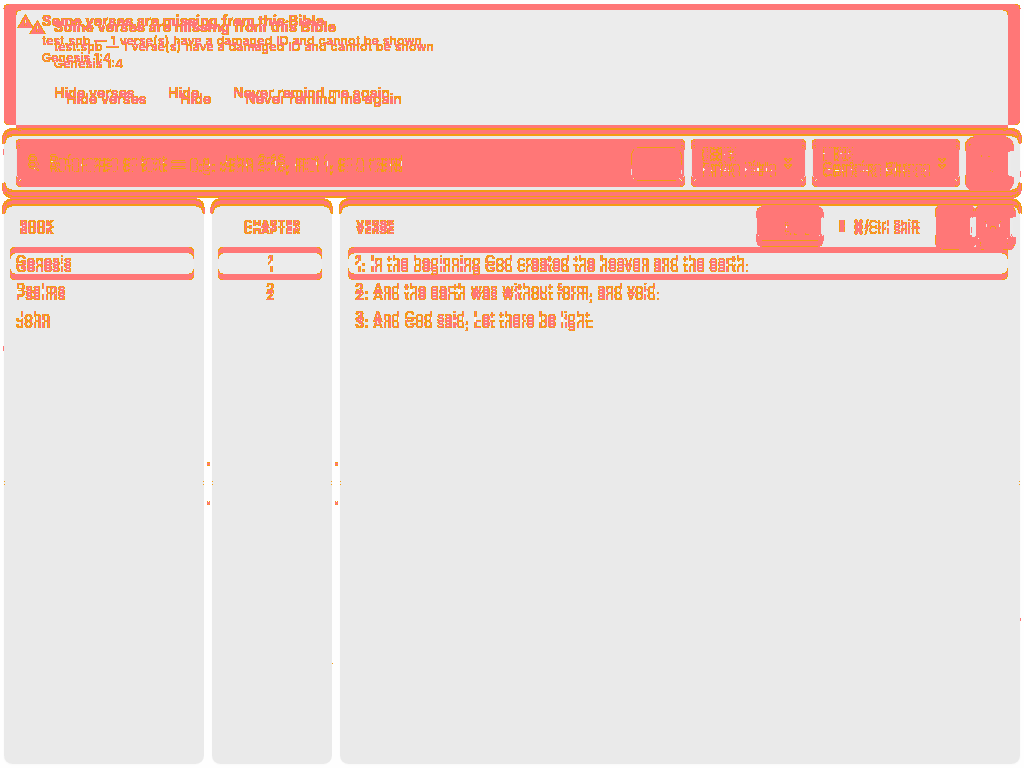 Some verses are missing from this Bible
test.spb — 1 verse(s) have a damaged ID and cannot be shown
Genesis 1:4
Hide verses Hide Never remind me again
BOOK CHAPTER VERSE ⌘/Ctrl Shift
Genesis 1 1: In the beginning God created the heaven and the earth.
Psalms 2 2: And the earth was without form, and void.
John 3: And God said, Let there be light.